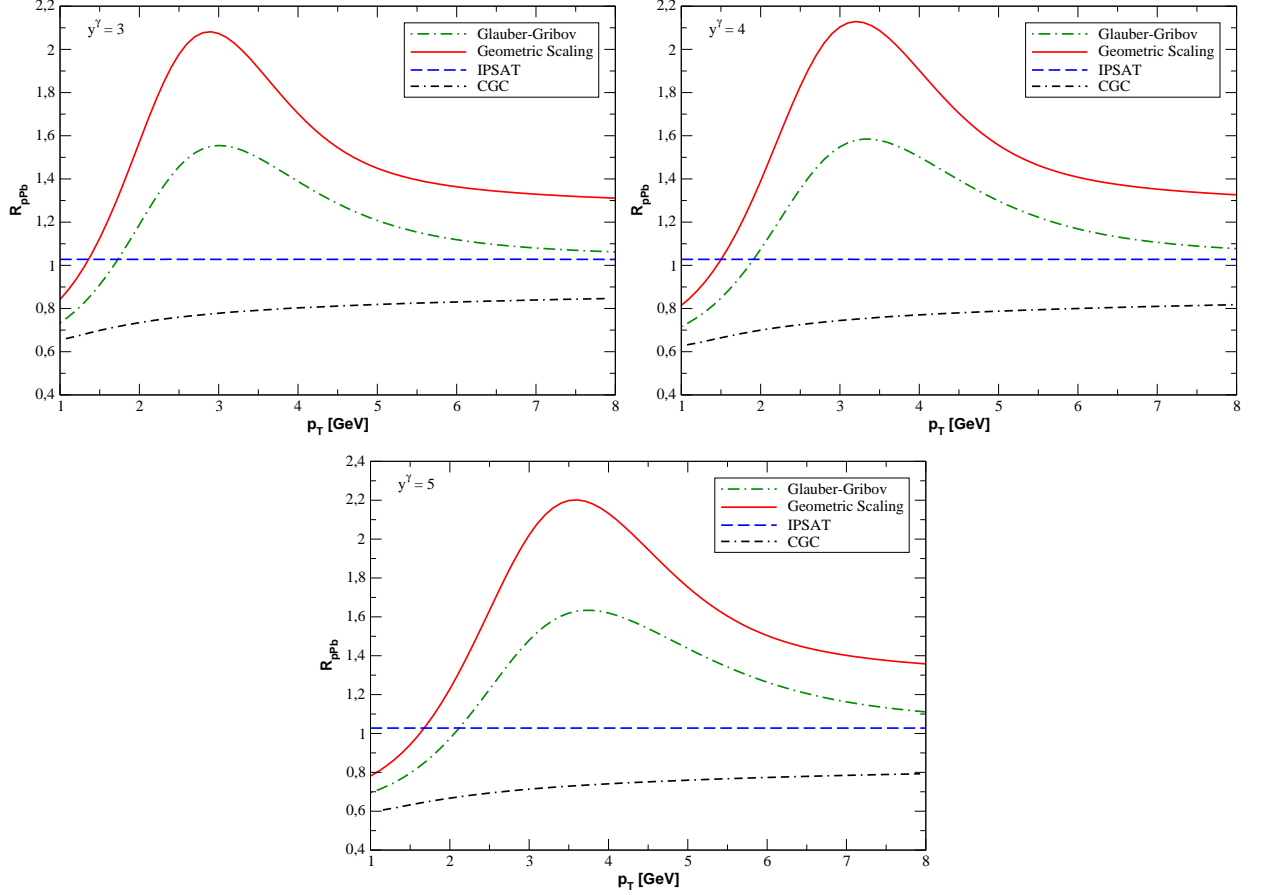 y^γ = 3
Glauber-Gribov
Geometric Scaling
IPSAT
CGC
R_pPb
2,2
2
1,8
1,6
1,4
1,2
1
0,8
0,6
0,4
1 2 3 4 5 6 7 8
p_T [GeV]
y^γ = 4
Glauber-Gribov
Geometric Scaling
IPSAT
CGC
R_pPb
2,2
2
1,8
1,6
1,4
1,2
1
0,8
0,6
0,4
1 2 3 4 5 6 7 8
p_T [GeV]
y^γ = 5
Glauber-Gribov
Geometric Scaling
IPSAT
CGC
R_pPb
2,4
2,2
2
1,8
1,6
1,4
1,2
1
0,8
0,6
0,4
1 2 3 4 5 6 7 8
p_T [GeV]